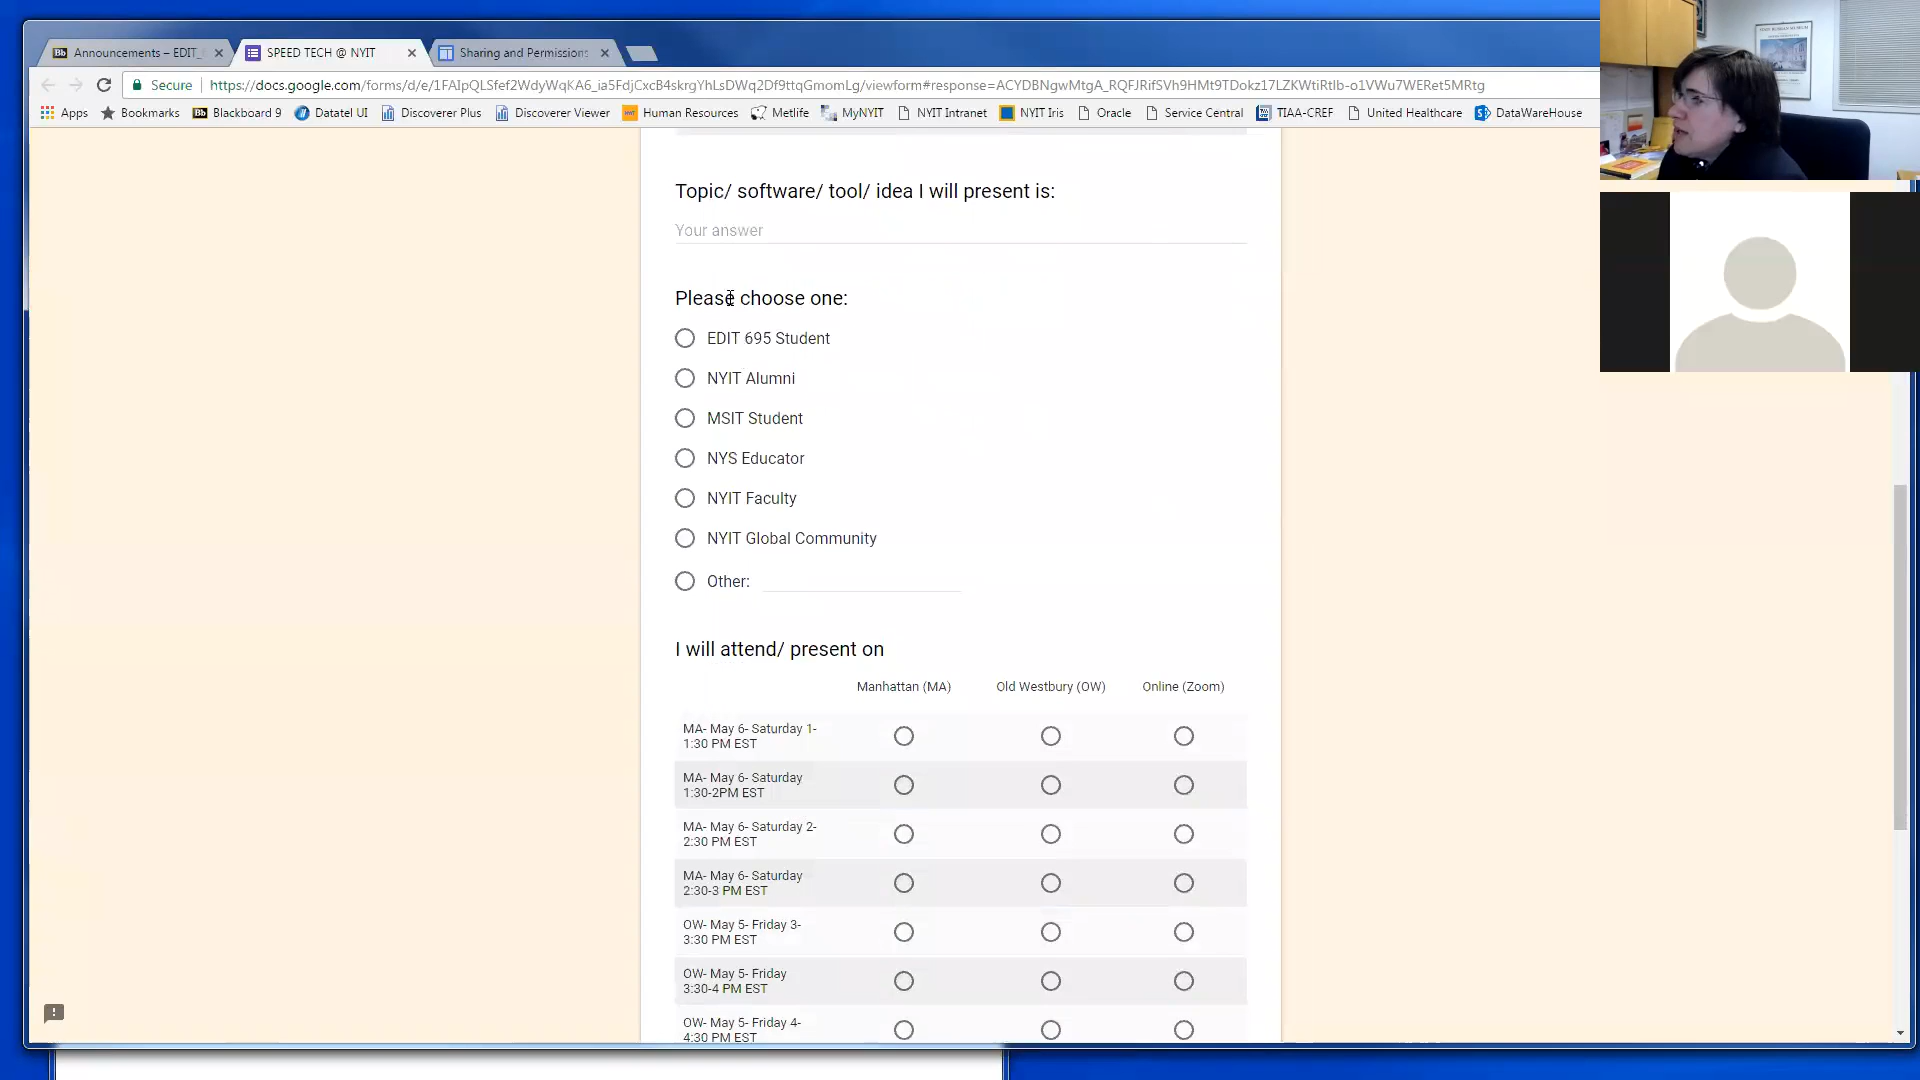 Announcements – EDIT_
SPEED TECH @ NYIT
Sharing and Permissions
Secure
https://docs.google.com/forms/d/e/1FAIpQLSfef2WdyWqKA6_ia5FdjCxcB4skrgYhLsDWq2Df9ttqGmomLg/viewform#response=ACYDBNgwMtgA_RQFJRifSVh9HMt9TDokz17LZKWtiRtIb-o1VWu7WERet5MRtg
Apps Bookmarks Bb Blackboard 9 Datatel UI Discoverer Plus Discoverer Viewer Human Resources Metlife MyNYIT NYIT Intranet NYIT Iris Oracle Service Central TIAA-CREF United Healthcare DataWareHouse
Topic/ software/ tool/ idea I will present is:
Your answer
Please choose one:
EDIT 695 Student
NYIT Alumni
MSIT Student
NYS Educator
NYIT Faculty
NYIT Global Community
Other:
I will attend/ present on
Manhattan (MA) Old Westbury (OW) Online (Zoom)
MA- May 6- Saturday 1-
1:30 PM EST
MA- May 6- Saturday
1:30-2PM EST
MA- May 6- Saturday 2-
2:30 PM EST
MA- May 6- Saturday
2:30-3 PM EST
OW- May 5- Friday 3-
3:30 PM EST
OW- May 5- Friday
3:30-4 PM EST
OW- May 5- Friday 4-
4:30 PM EST